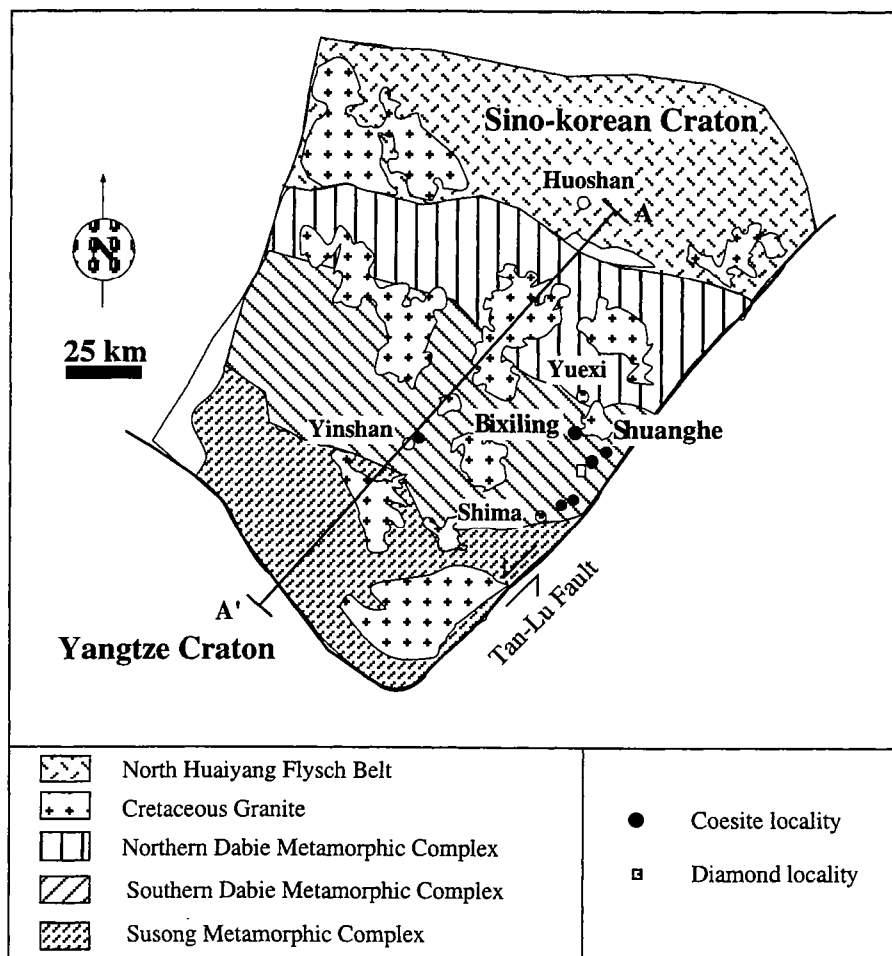 Sino-korean Craton
Huoshan
A
N
25 km
Yuexi
Yinshan
Bixiling
Shuanghe
Shima
A'
Tan-Lu Fault
Yangtze Craton
North Huaiyang Flysch Belt
Cretaceous Granite
Northern Dabie Metamorphic Complex
Southern Dabie Metamorphic Complex
Susong Metamorphic Complex
Coesite locality
Diamond locality